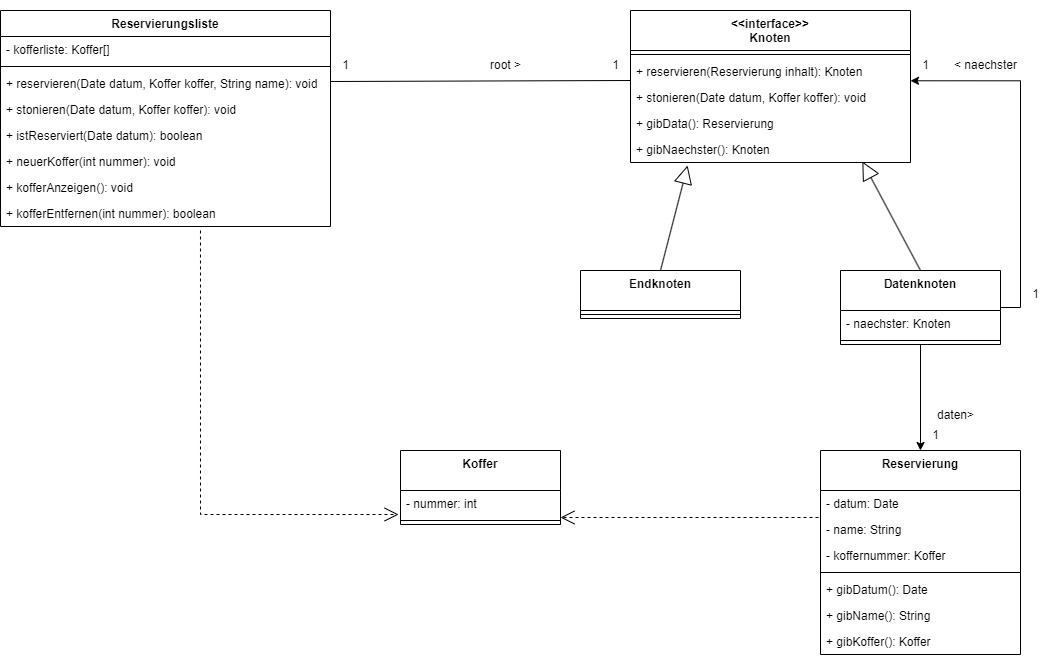 Reservierungsliste
- kofferliste: Koffer[]
+ reservieren(Date datum, Koffer koffer, String name): void
+ stonieren(Date datum, Koffer koffer): void
+ istReserviert(Date datum): boolean
+ neuerKoffer(int nummer): void
+ kofferAnzeigen(): void
+ kofferEntfernen(int nummer): boolean
1
root >
1
<<interface>>
Knoten
+ reservieren(Reservierung inhalt): Knoten
+ stonieren(Date datum, Koffer koffer): void
+ gibData(): Reservierung
+ gibNaechster(): Knoten
1
< naechster
1
Endknoten
Datenknoten
- naechster: Knoten
daten>
1
Koffer
- nummer: int
Reservierung
- datum: Date
- name: String
- koffernummer: Koffer
+ gibDatum(): Date
+ gibName(): String
+ gibKoffer(): Koffer